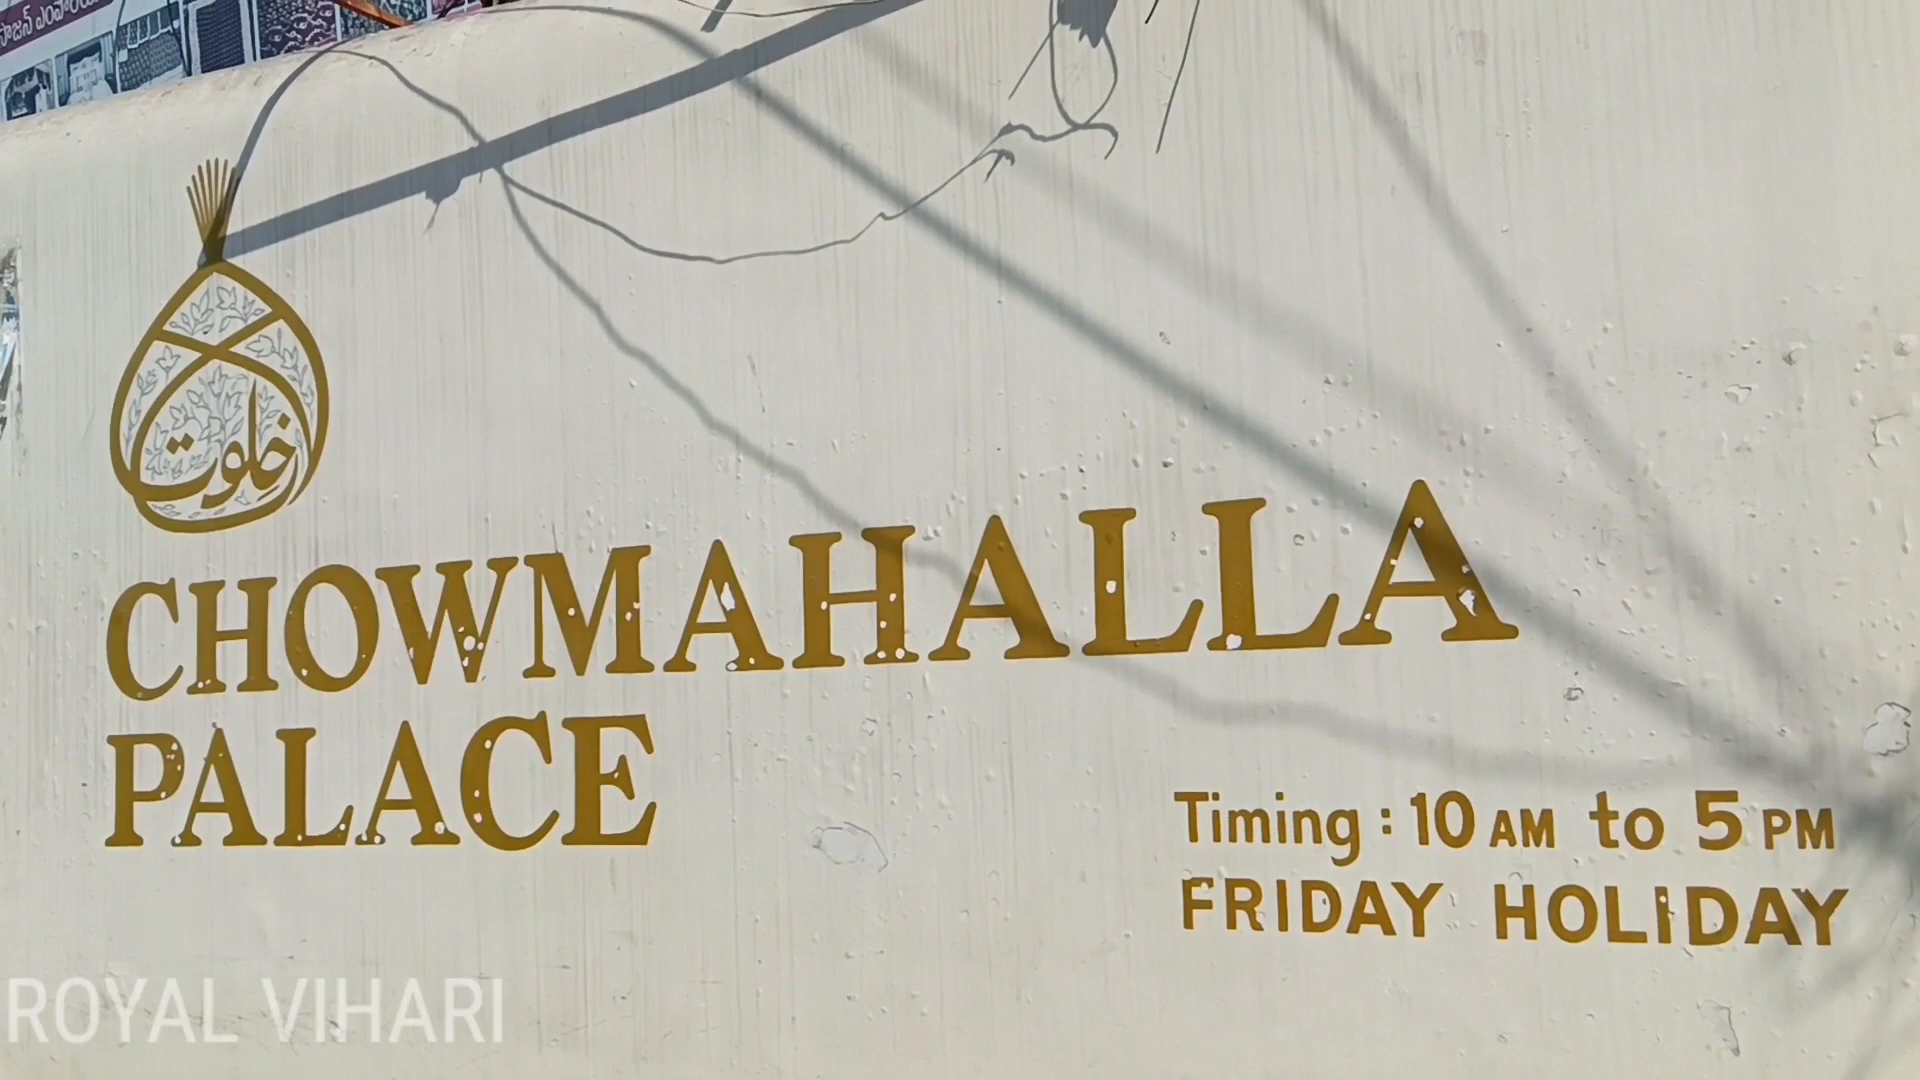 خلوت
CHOWMAHALLA
PALACE
Timing : 10 AM to 5 PM
FRIDAY HOLIDAY
ROYAL VIHARI